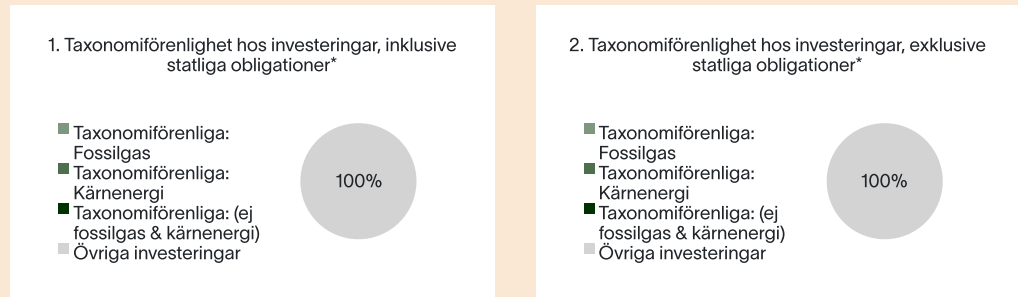 1. Taxonomiförenlighet hos investeringar, inklusive
statliga obligationer*
Taxonomiförenliga:
Fossilgas
Taxonomiförenliga:
Kärnenergi
Taxonomiförenliga: (ej
fossilgas & kärnenergi)
Övriga investeringar
100%
2. Taxonomiförenlighet hos investeringar, exklusive
statliga obligationer*
Taxonomiförenliga:
Fossilgas
Taxonomiförenliga:
Kärnenergi
Taxonomiförenliga: (ej
fossilgas & kärnenergi)
Övriga investeringar
100%